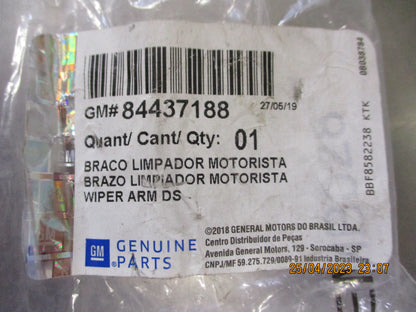 GM# 84437188
27/05/19
Quant/ Cant/ Qty: 01
BRACO LIMPADOR MOTORISTA
BRAZO LIMPIADOR MOTORISTA
WIPER ARM DS
©2018 GENERAL MOTORS DO BRASIL LTDA.
Centro Distribuidor de Peças
Avenida General Motors, 129 - Sorocaba - SP
CNPJ/MF 59.275.729/0089-91 Indústria Brasileira
GM GENUINE
PARTS
BBF8582238 KTK
08038784
25/04/2023 23:07